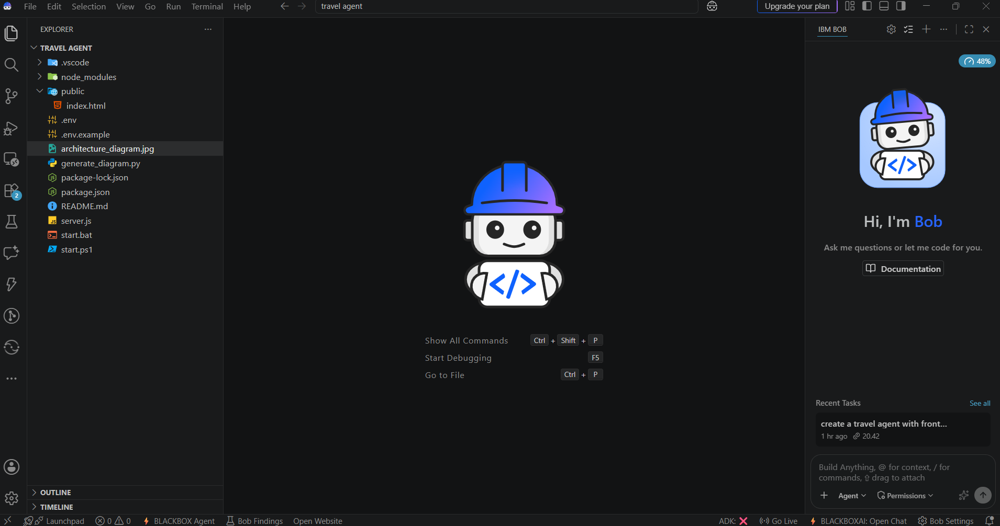 File Edit Selection View Go Run Terminal Help
travel agent
Upgrade your plan
EXPLORER
TRAVEL AGENT
.vscode
node_modules
public
index.html
.env
.env.example
architecture_diagram.jpg
generate_diagram.py
package-lock.json
package.json
README.md
server.js
start.bat
start.ps1
2
OUTLINE
TIMELINE
</>
Show All Commands Ctrl + Shift + P
Start Debugging F5
Go to File Ctrl + P
IBM BOB
48%
</>
Hi, I'm Bob
Ask me questions or let me code for you.
Documentation
Recent Tasks See all
create a travel agent with front...
1 hr ago 20.42
Build Anything, @ for context, / for
commands, ⇧ drag to attach
Agent Permissions
Launchpad 0 0 BLACKBOX Agent Bob Findings Open Website ADK: ❌ Go Live BLACKBOXAI: Open Chat Bob Settings